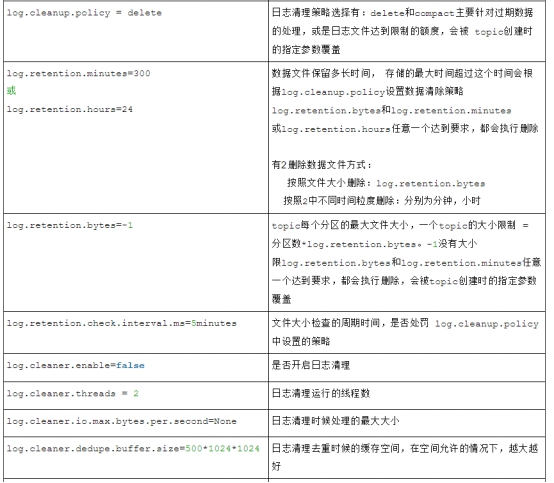 log.cleanup.policy = delete
日志清理策略选择有：delete和compact主要针对过期数据
的处理，或是日志文件达到限制的额度，会被 topic创建时
的指定参数覆盖
log.retention.minutes=300
或
log.retention.hours=24
数据文件保留多长时间， 存储的最大时间超过这个时间会根
据log.cleanup.policy设置数据清除策略
log.retention.bytes和log.retention.minutes
或log.retention.hours任意一个达到要求，都会执行删除
有2删除数据文件方式：
按照文件大小删除：log.retention.bytes
按照2中不同时间粒度删除：分别为分钟，小时
log.retention.bytes=-1
topic每个分区的最大文件大小，一个topic的大小限制 =
分区数*log.retention.bytes。-1没有大小
限log.retention.bytes和log.retention.minutes任意
一个达到要求，都会执行删除，会被topic创建时的指定参数
覆盖
log.retention.check.interval.ms=5minutes
文件大小检查的周期时间，是否处罚 log.cleanup.policy
中设置的策略
log.cleaner.enable=false
是否开启日志清理
log.cleaner.threads = 2
日志清理运行的线程数
log.cleaner.io.max.bytes.per.second=None
日志清理时候处理的最大大小
log.cleaner.dedupe.buffer.size=500*1024*1024
日志清理去重时候的缓存空间，在空间允许的情况下，越大越
好